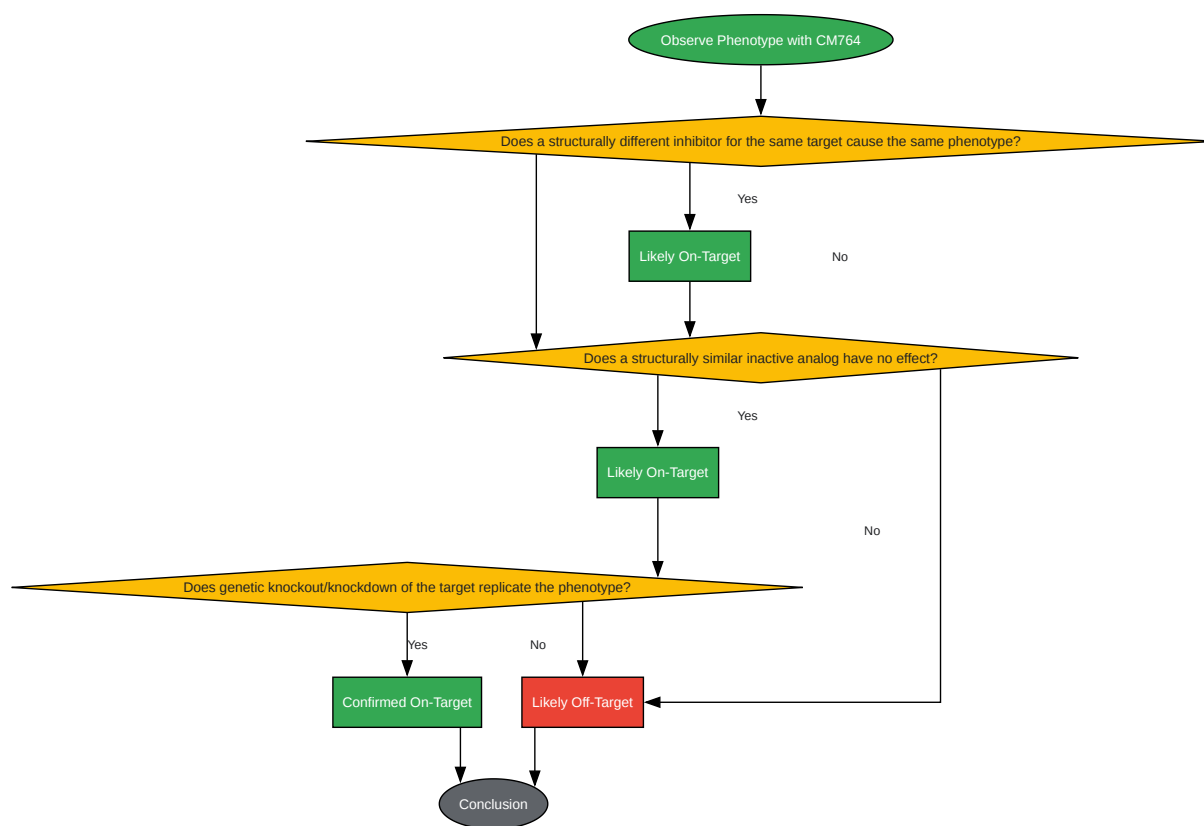 Observe Phenotype with CM764
Does a structurally different inhibitor for the same target cause the same phenotype?
Yes
Likely On-Target
No
Does a structurally similar inactive analog have no effect?
Yes
Likely On-Target
No
Does genetic knockout/knockdown of the target replicate the phenotype?
Yes
No
Confirmed On-Target
Likely Off-Target
Conclusion